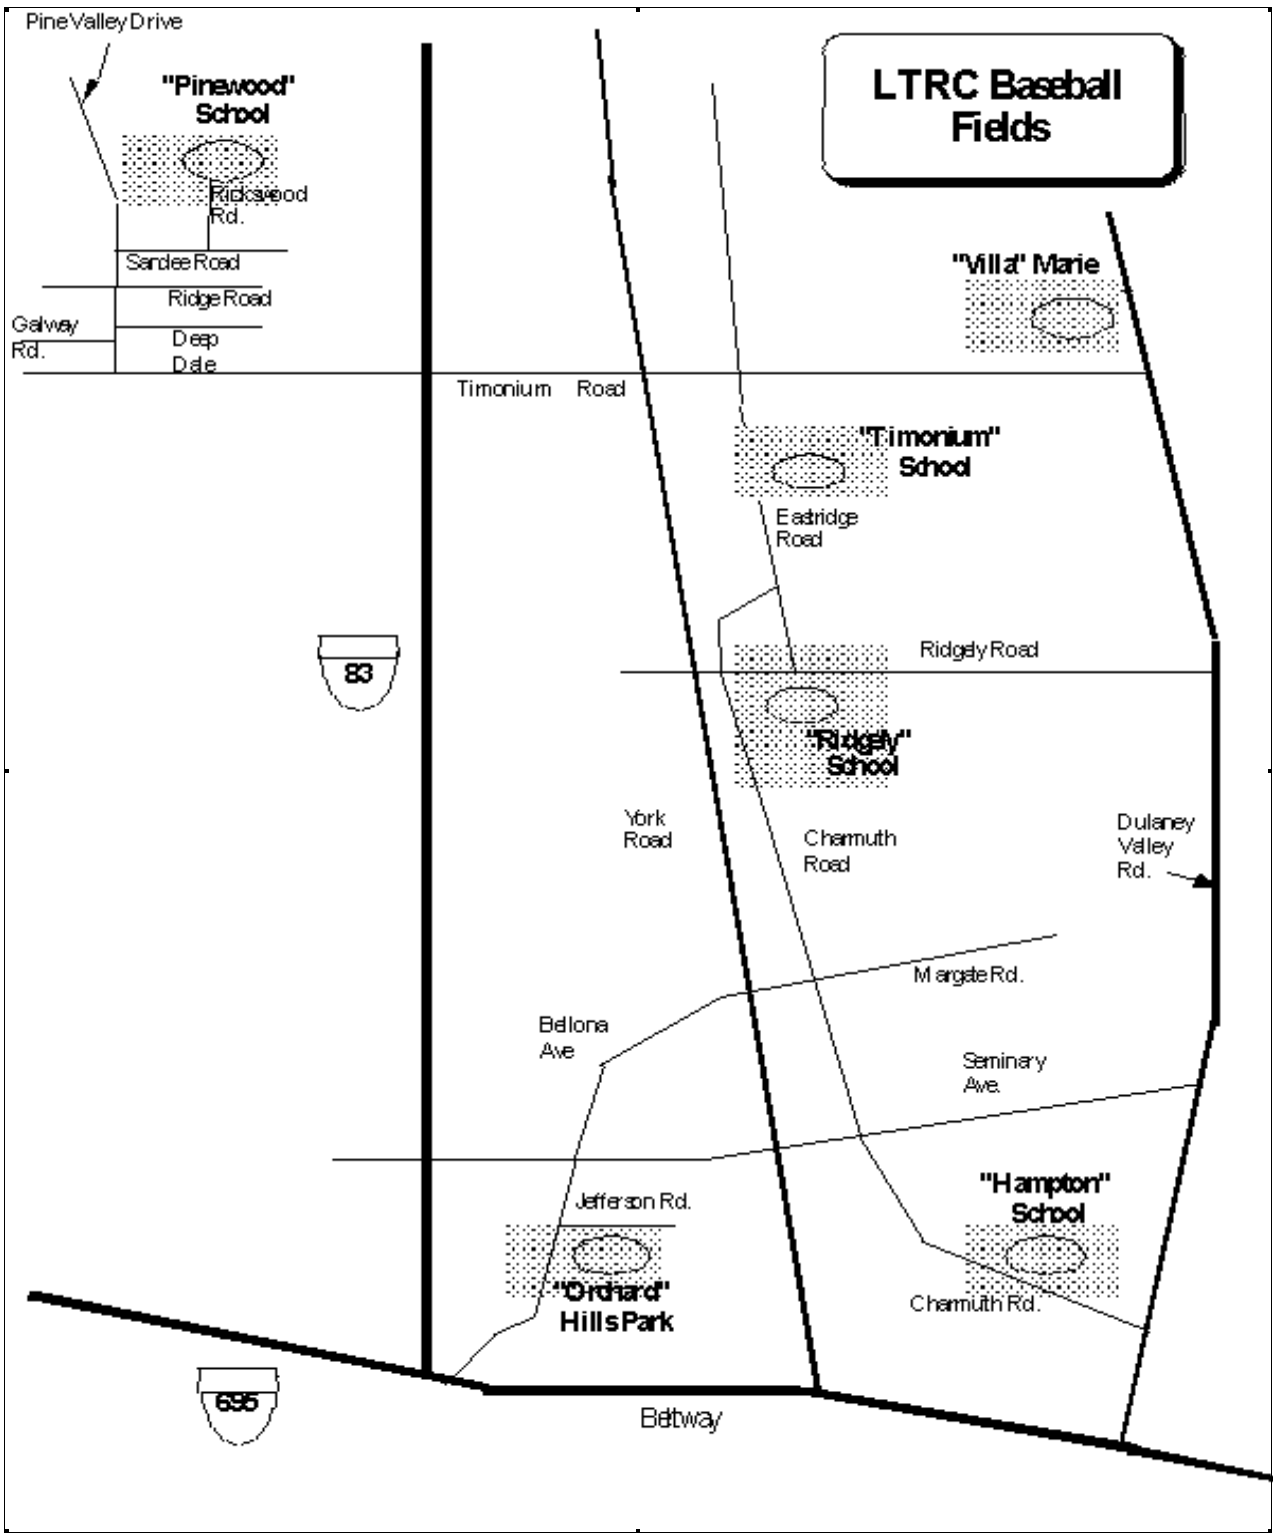 Pine Valley Drive
"Pinewood"
School
LTRC Baseball
Fields
Rickswood
Rd.
Sandee Road
"Villa" Marie
Ridge Road
Galway
Rd.
Deep
Dale
Timonium Road
"Timonium"
School
Eastridge
Road
Ridgely Road
83
"Ridgely"
School
York
Road
Charmuth
Road
Dulaney
Valley
Rd.
Margate Rd.
Bellona
Ave
Seminary
Ave.
"Hampton"
School
Jefferson Rd.
"Orchard"
Hills Park
Charmuth Rd.
695
Beltway